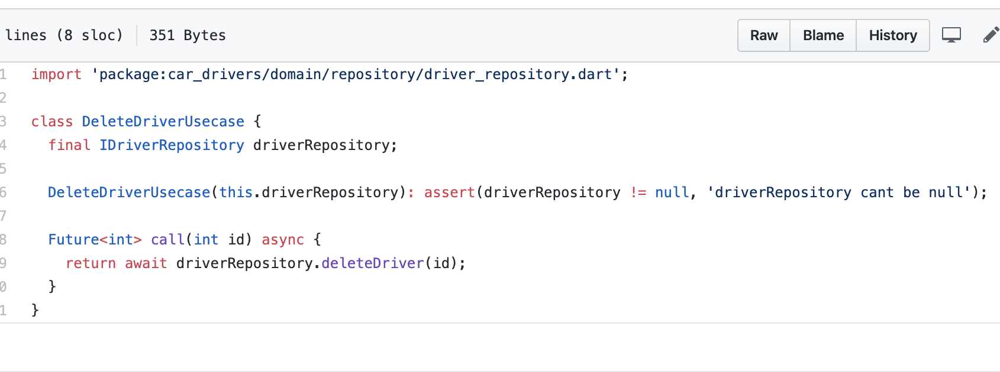 lines (8 sloc) 351 Bytes Raw Blame History
1 import 'package:car_drivers/domain/repository/driver_repository.dart';
2
3 class DeleteDriverUsecase {
4 final IDriverRepository driverRepository;
5
6 DeleteDriverUsecase(this.driverRepository): assert(driverRepository != null, 'driverRepository cant be null');
7
8 Future<int> call(int id) async {
9 return await driverRepository.deleteDriver(id);
0 }
1 }